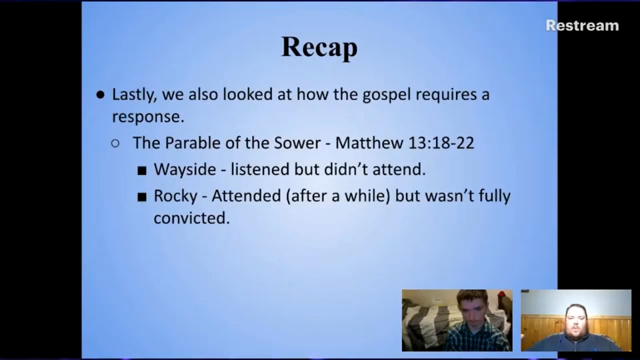 Restream
Recap
● Lastly, we also looked at how the gospel requires a
response.
○ The Parable of the Sower - Matthew 13:18-22
■ Wayside - listened but didn't attend.
■ Rocky - Attended (after a while) but wasn't fully
convicted.